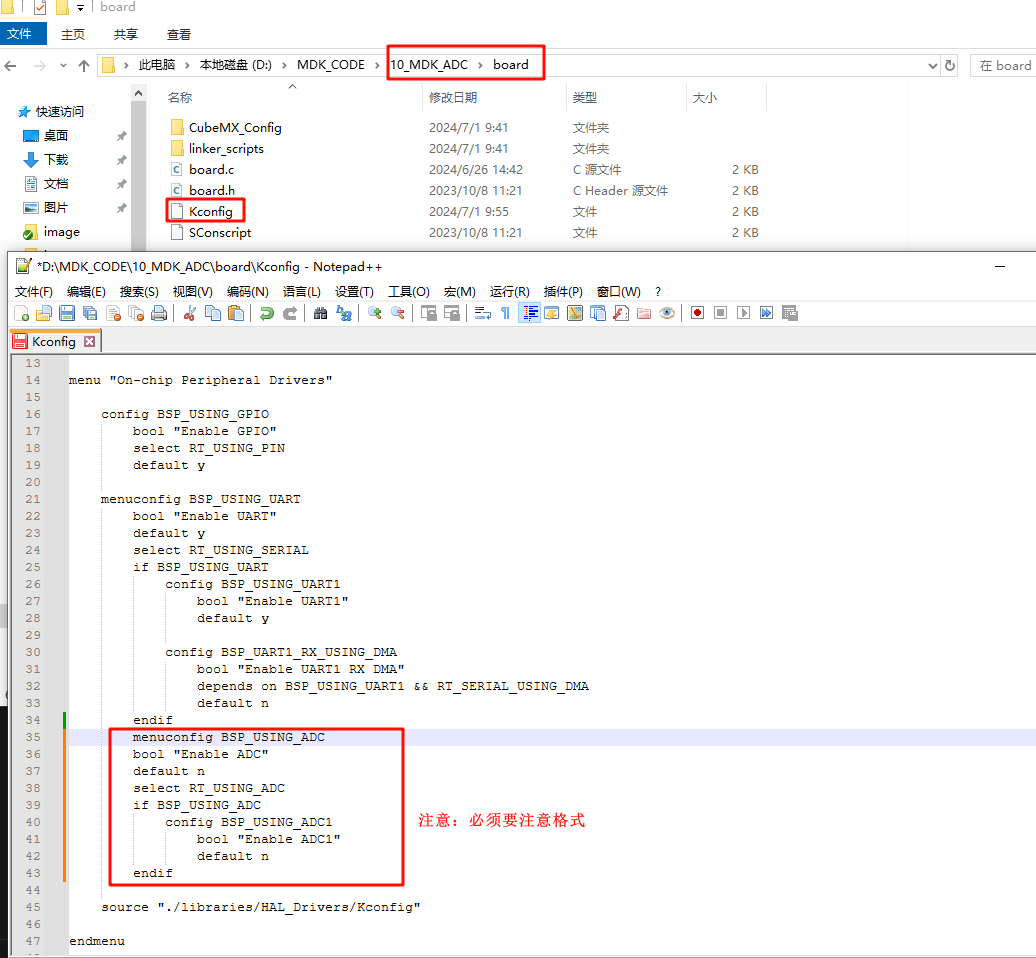 board
文件 主页 共享 查看
此电脑 › 本地磁盘 (D:) › MDK_CODE › 10_MDK_ADC › board
在 board
名称 修改日期 类型 大小
快速访问
桌面
下载
文档
图片
image
CubeMX_Config 2024/7/1 9:41 文件夹
linker_scripts 2024/7/1 9:41 文件夹
board.c 2024/6/26 14:42 C 源文件 2 KB
board.h 2023/10/8 11:21 C Header 源文件 2 KB
Kconfig 2024/7/1 9:55 文件 2 KB
SConscript 2023/10/8 11:21 文件 2 KB
*D:\MDK_CODE\10_MDK_ADC\board\Kconfig - Notepad++
文件(F) 编辑(E) 搜索(S) 视图(V) 编码(N) 语言(L) 设置(T) 工具(O) 宏(M) 运行(R) 插件(P) 窗口(W) ?
Kconfig
13
14 menu "On-chip Peripheral Drivers"
15
16 config BSP_USING_GPIO
17 bool "Enable GPIO"
18 select RT_USING_PIN
19 default y
20
21 menuconfig BSP_USING_UART
22 bool "Enable UART"
23 default y
24 select RT_USING_SERIAL
25 if BSP_USING_UART
26 config BSP_USING_UART1
27 bool "Enable UART1"
28 default y
29
30 config BSP_UART1_RX_USING_DMA
31 bool "Enable UART1 RX DMA"
32 depends on BSP_USING_UART1 && RT_SERIAL_USING_DMA
33 default n
34 endif
35 menuconfig BSP_USING_ADC
36 bool "Enable ADC"
37 default n
38 select RT_USING_ADC
39 if BSP_USING_ADC
40 config BSP_USING_ADC1
41 bool "Enable ADC1"
42 default n
43 endif
44
45 source "./libraries/HAL_Drivers/Kconfig"
46
47 endmenu
注意：必须要注意格式